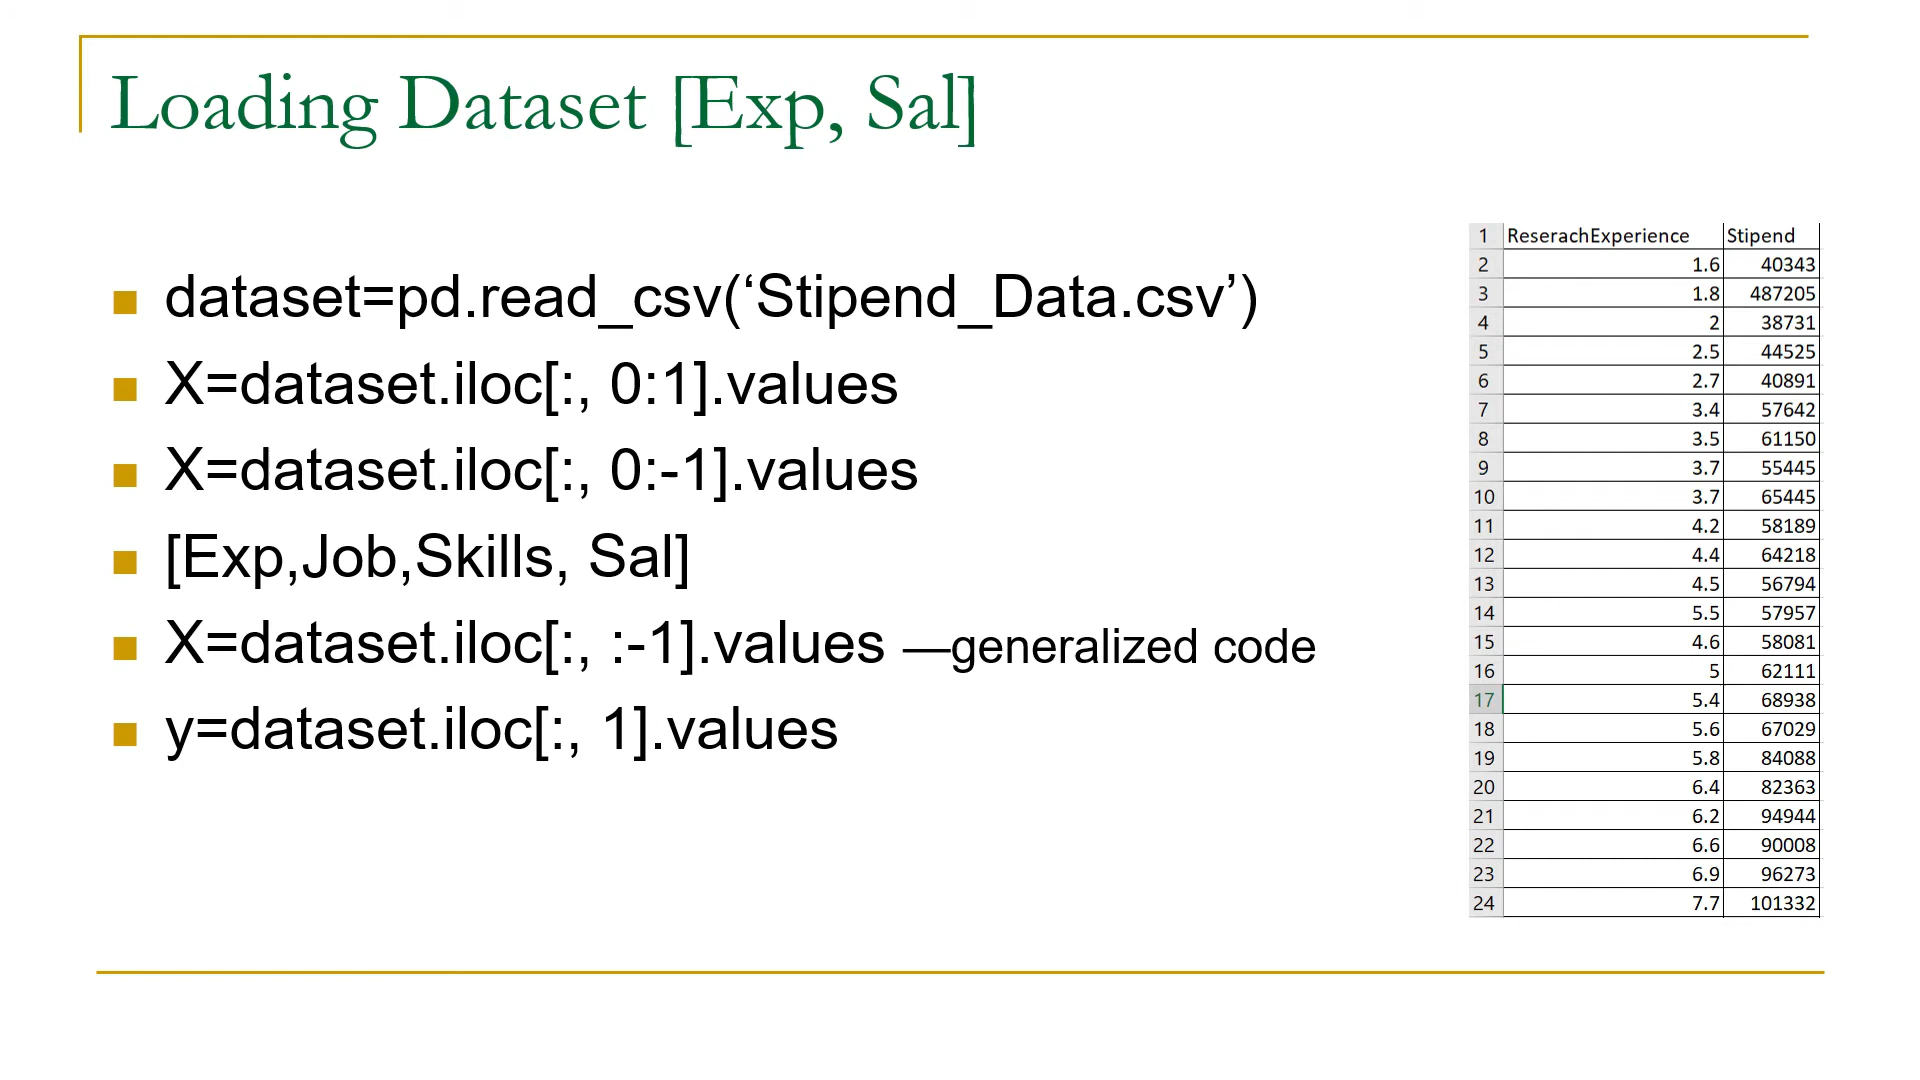 Loading Dataset [Exp, Sal]
dataset=pd.read_csv(‘Stipend_Data.csv’)
X=dataset.iloc[:, 0:1].values
X=dataset.iloc[:, 0:-1].values
[Exp,Job,Skills, Sal]
X=dataset.iloc[:, :-1].values —generalized code
y=dataset.iloc[:, 1].values
1 ReserachExperience Stipend
2 1.6 40343
3 1.8 487205
4 2 38731
5 2.5 44525
6 2.7 40891
7 3.4 57642
8 3.5 61150
9 3.7 55445
10 3.7 65445
11 4.2 58189
12 4.4 64218
13 4.5 56794
14 5.5 57957
15 4.6 58081
16 5 62111
17 5.4 68938
18 5.6 67029
19 5.8 84088
20 6.4 82363
21 6.2 94944
22 6.6 90008
23 6.9 96273
24 7.7 101332